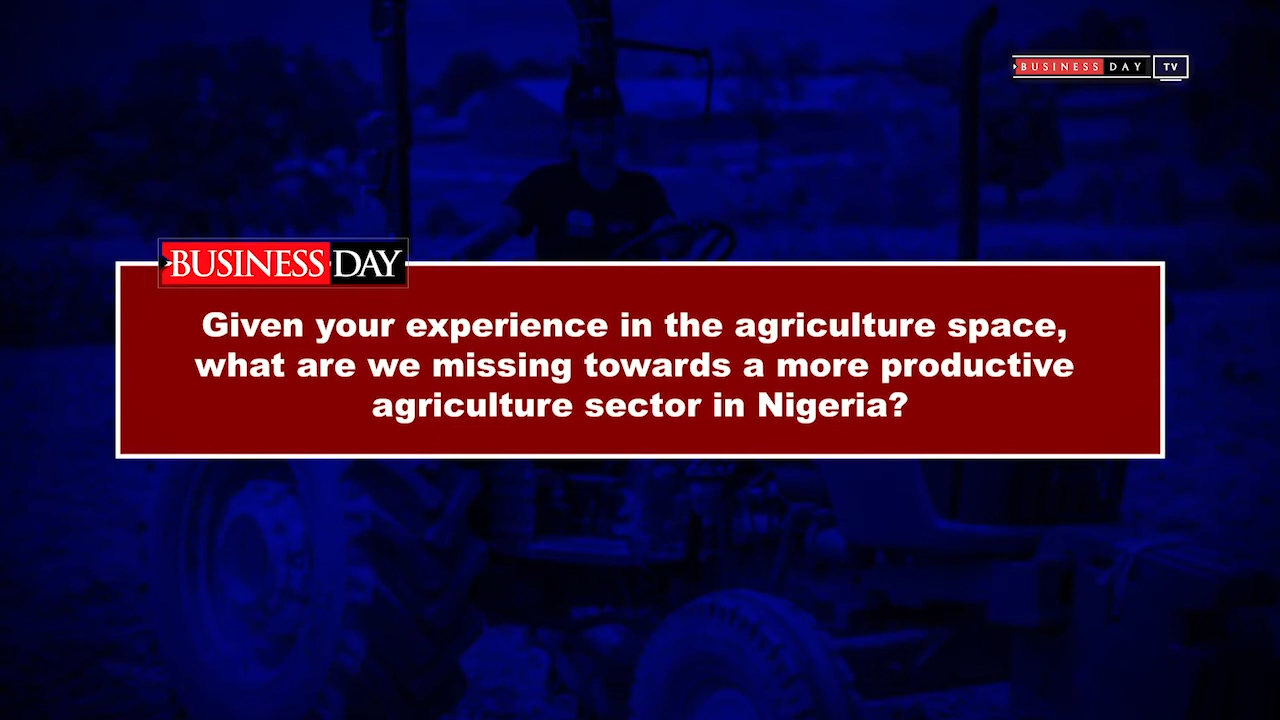 BUSINESS DAY TV
BUSINESS DAY
Given your experience in the agriculture space,
what are we missing towards a more productive
agriculture sector in Nigeria?